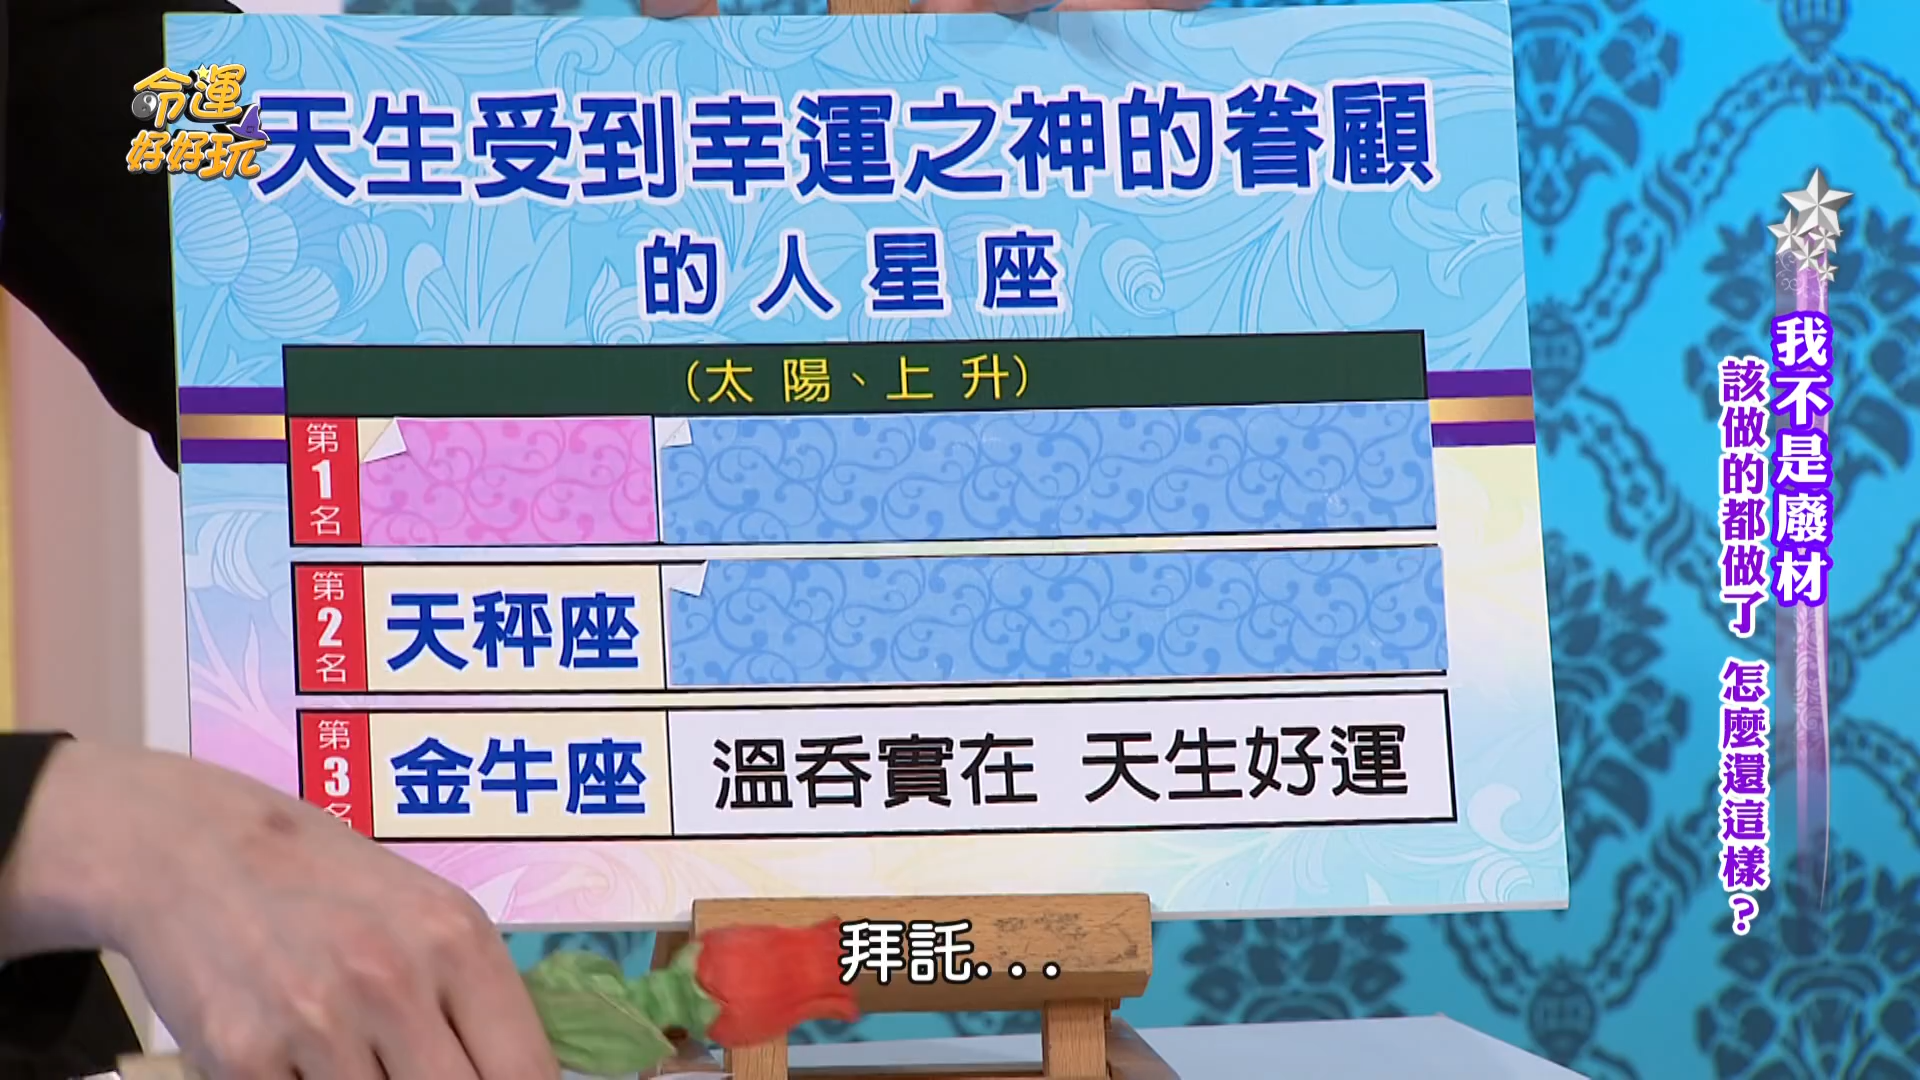 命運
好好玩
天生受到幸運之神的眷顧
的人星座
(太陽、上升)
第1名
第2名 天秤座
第3名 金牛座 溫吞實在 天生好運
我不是廢材
該做的都做了 怎麼還這樣?
拜託...